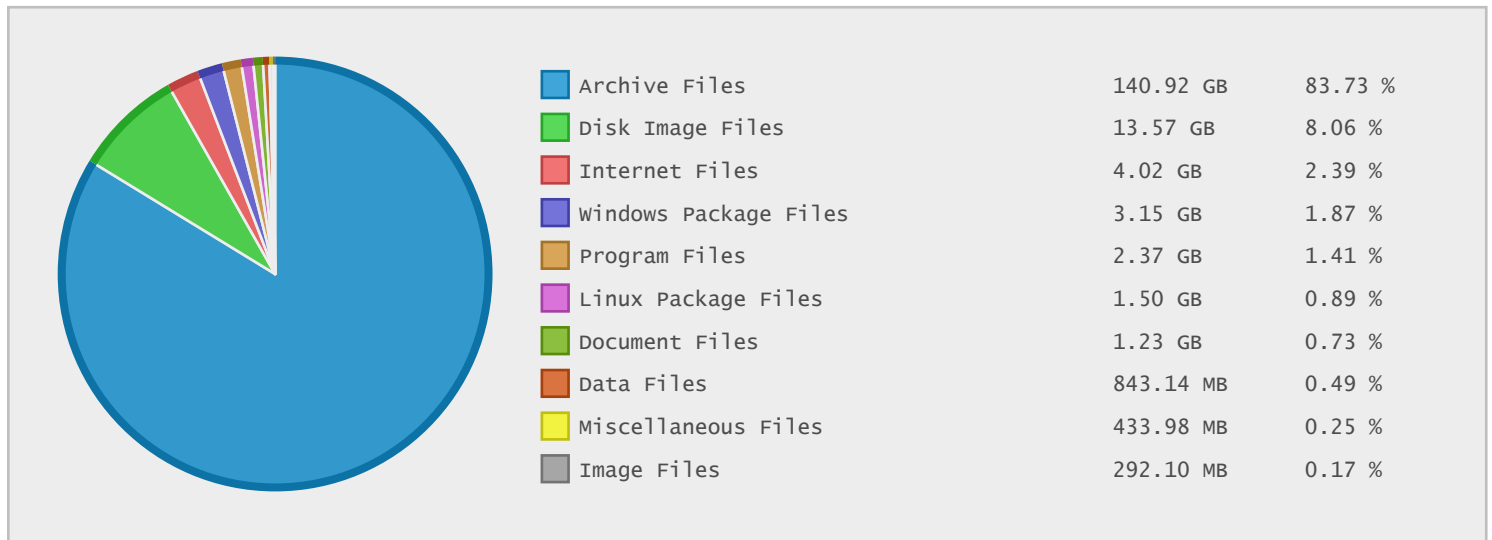 Archive Files 140.92 GB 83.73 %
Disk Image Files 13.57 GB 8.06 %
Internet Files 4.02 GB 2.39 %
Windows Package Files 3.15 GB 1.87 %
Program Files 2.37 GB 1.41 %
Linux Package Files 1.50 GB 0.89 %
Document Files 1.23 GB 0.73 %
Data Files 843.14 MB 0.49 %
Miscellaneous Files 433.98 MB 0.25 %
Image Files 292.10 MB 0.17 %